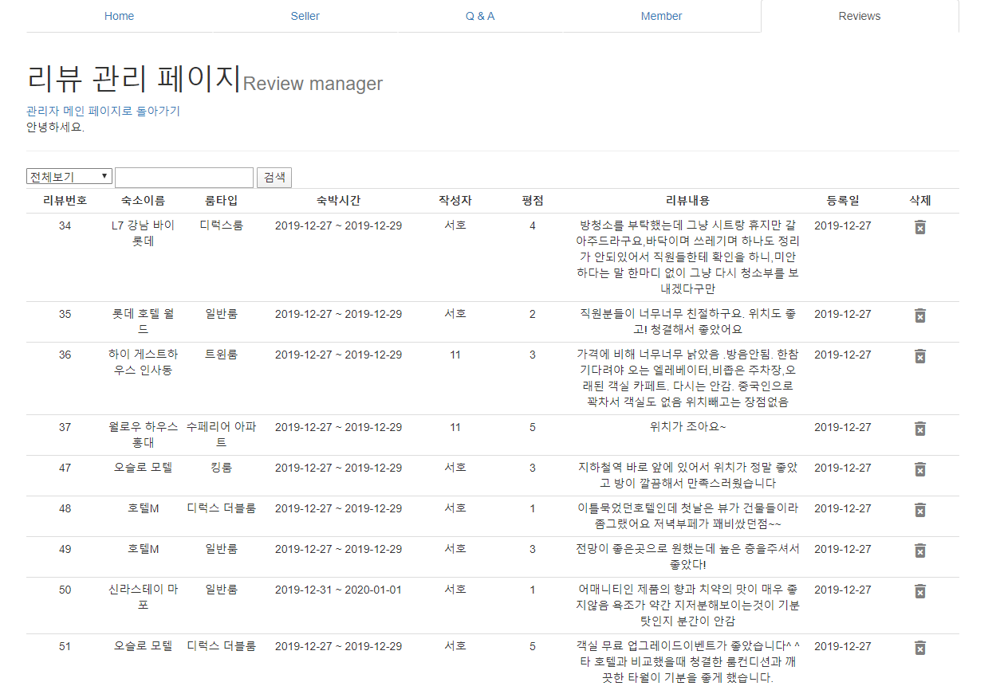 Home Seller Q & A Member Reviews
리뷰 관리 페이지Review manager
관리자 메인 페이지로 돌아가기
안녕하세요.
전체보기 검색
리뷰번호 숙소이름 룸타입 숙박시간 작성자 평점 리뷰내용 등록일 삭제
34 L7 강남 바이 디럭스룸 2019-12-27 ~ 2019-12-29 서호 4 방청소를 부탁했는데 그냥 시트랑 휴지만 갈 2019-12-27
롯데 아주드라구요,바닥이며 쓰레기며 하나도 정리
가 안되있어서 직원들한테 확인을 하니,미안
하다는 말 한마디 없이 그냥 다시 청소부를 보
내겠다구만
35 롯데 호텔 월 일반룸 2019-12-27 ~ 2019-12-29 서호 2 직원분들이 너무너무 친절하구요. 위치도 좋 2019-12-27
드 고! 청결해서 좋았어요
36 하이 게스트하 트윈룸 2019-12-27 ~ 2019-12-29 11 3 가격에 비해 너무너무 낡았음 .방음안됨. 한참 2019-12-27
우스 인사동 기다려야 오는 엘레베이터,비좁은 주차장,오
래된 객실 카페트. 다시는 안감. 중국인으로
꽉차서 객실도 없음 위치빼고는 장점없음
37 윌로우 하우스 수페리어 아파 2019-12-27 ~ 2019-12-29 11 5 위치가 조아요~ 2019-12-27
홍대 트
47 오슬로 모텔 킹룸 2019-12-27 ~ 2019-12-29 서호 3 지하철역 바로 앞에 있어서 위치가 정말 좋았 2019-12-27
고 방이 깔끔해서 만족스러웠습니다
48 호텔M 디럭스 더블룸 2019-12-27 ~ 2019-12-29 서호 1 이틀묵었던호텔인데 첫날은 뷰가 건물들이라 2019-12-27
좀그랬어요 저녁부페가 꽤비쌌던점~~
49 호텔M 일반룸 2019-12-27 ~ 2019-12-29 서호 3 전망이 좋은곳으로 원했는데 높은 층을주셔서 2019-12-27
좋았다!
50 신라스테이 마 일반룸 2019-12-31 ~ 2020-01-01 서호 1 어매니티인 제품의 향과 치약의 맛이 매우 좋 2019-12-27
포 지않음 욕조가 약간 지저분해보이는것이 기분
탓인지 분간이 안감
51 오슬로 모텔 디럭스 더블룸 2019-12-27 ~ 2019-12-29 서호 5 객실 무료 업그레이드이벤트가 좋았습니다^ ^ 2019-12-27
타 호텔과 비교했을때 청결한 룸컨디션과 깨
끗한 타월이 기분을 좋게 했습니다.